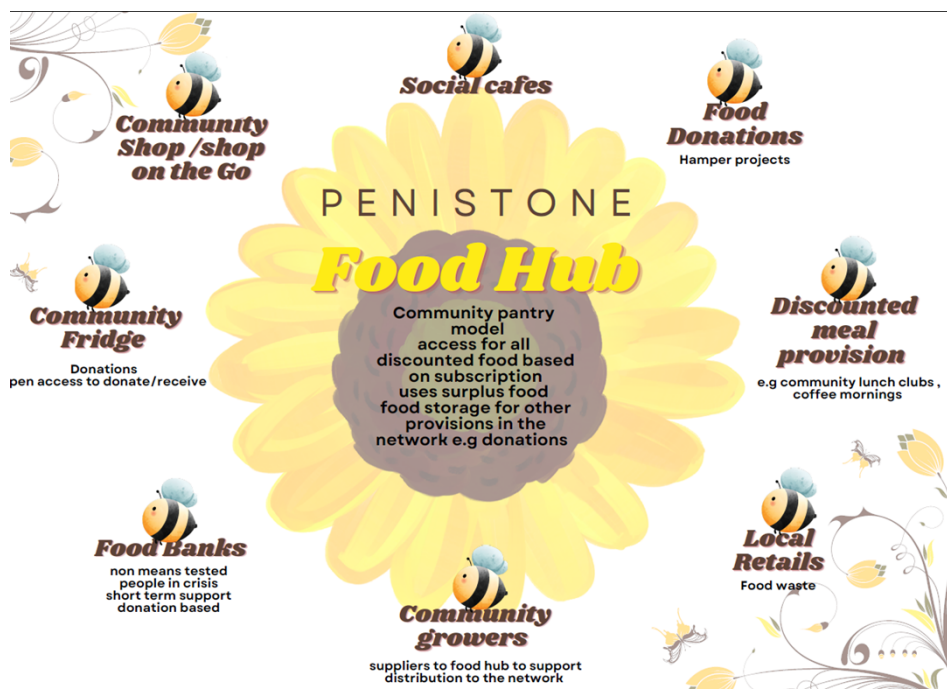 Social cafes
Community
Shop /shop
on the Go
Food
Donations
Hamper projects
PENISTONE
Food Hub
Community pantry
model
access for all
discounted food based
on subscription
uses surplus food
food storage for other
provisions in the
network e.g donations
Community
Fridge
Donations
pen access to donate/receive
Discounted
meal
provision
e.g community lunch clubs ,
coffee mornings
Food Banks
non means tested
people in crisis
short term support
donation based
Local
Retails
Food waste
Community
growers
suppliers to food hub to support
distribution to the network